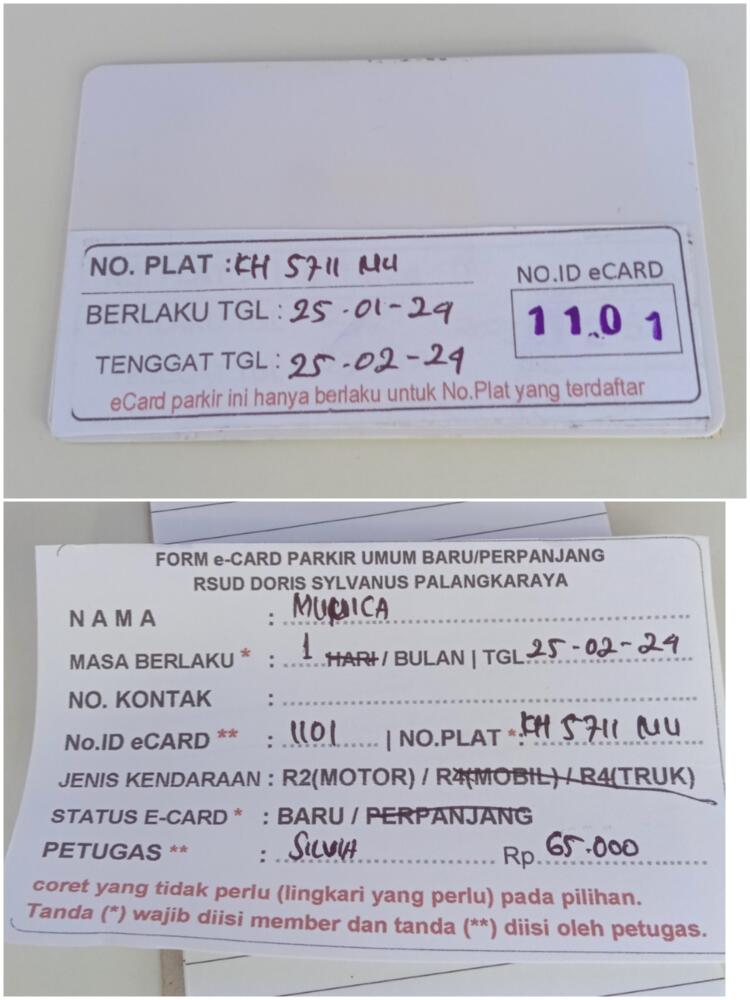 NO. PLAT : KH 5711 NU
NO.ID eCARD
BERLAKU TGL : 25-01-24
1101
TENGGAT TGL : 25-02-24
eCard parkir ini hanya berlaku untuk No.Plat yang terdaftar
FORM e-CARD PARKIR UMUM BARU/PERPANJANG
RSUD DORIS SYLVANUS PALANGKARAYA
NAMA :
MASA BERLAKU * : 1 HARI / BULAN | TGL 25-02-24
NO. KONTAK :
No.ID eCARD ** : 1101 | NO.PLAT * : KH 5711 NU
JENIS KENDARAAN : R2(MOTOR) / R4(MOBIL) / R4(TRUK)
STATUS E-CARD * : BARU / PERPANJANG
PETUGAS ** : SILVIA Rp. 65.000
coret yang tidak perlu (lingkari yang perlu) pada pilihan.
Tanda (*) wajib diisi member dan tanda (**) diisi oleh petugas.